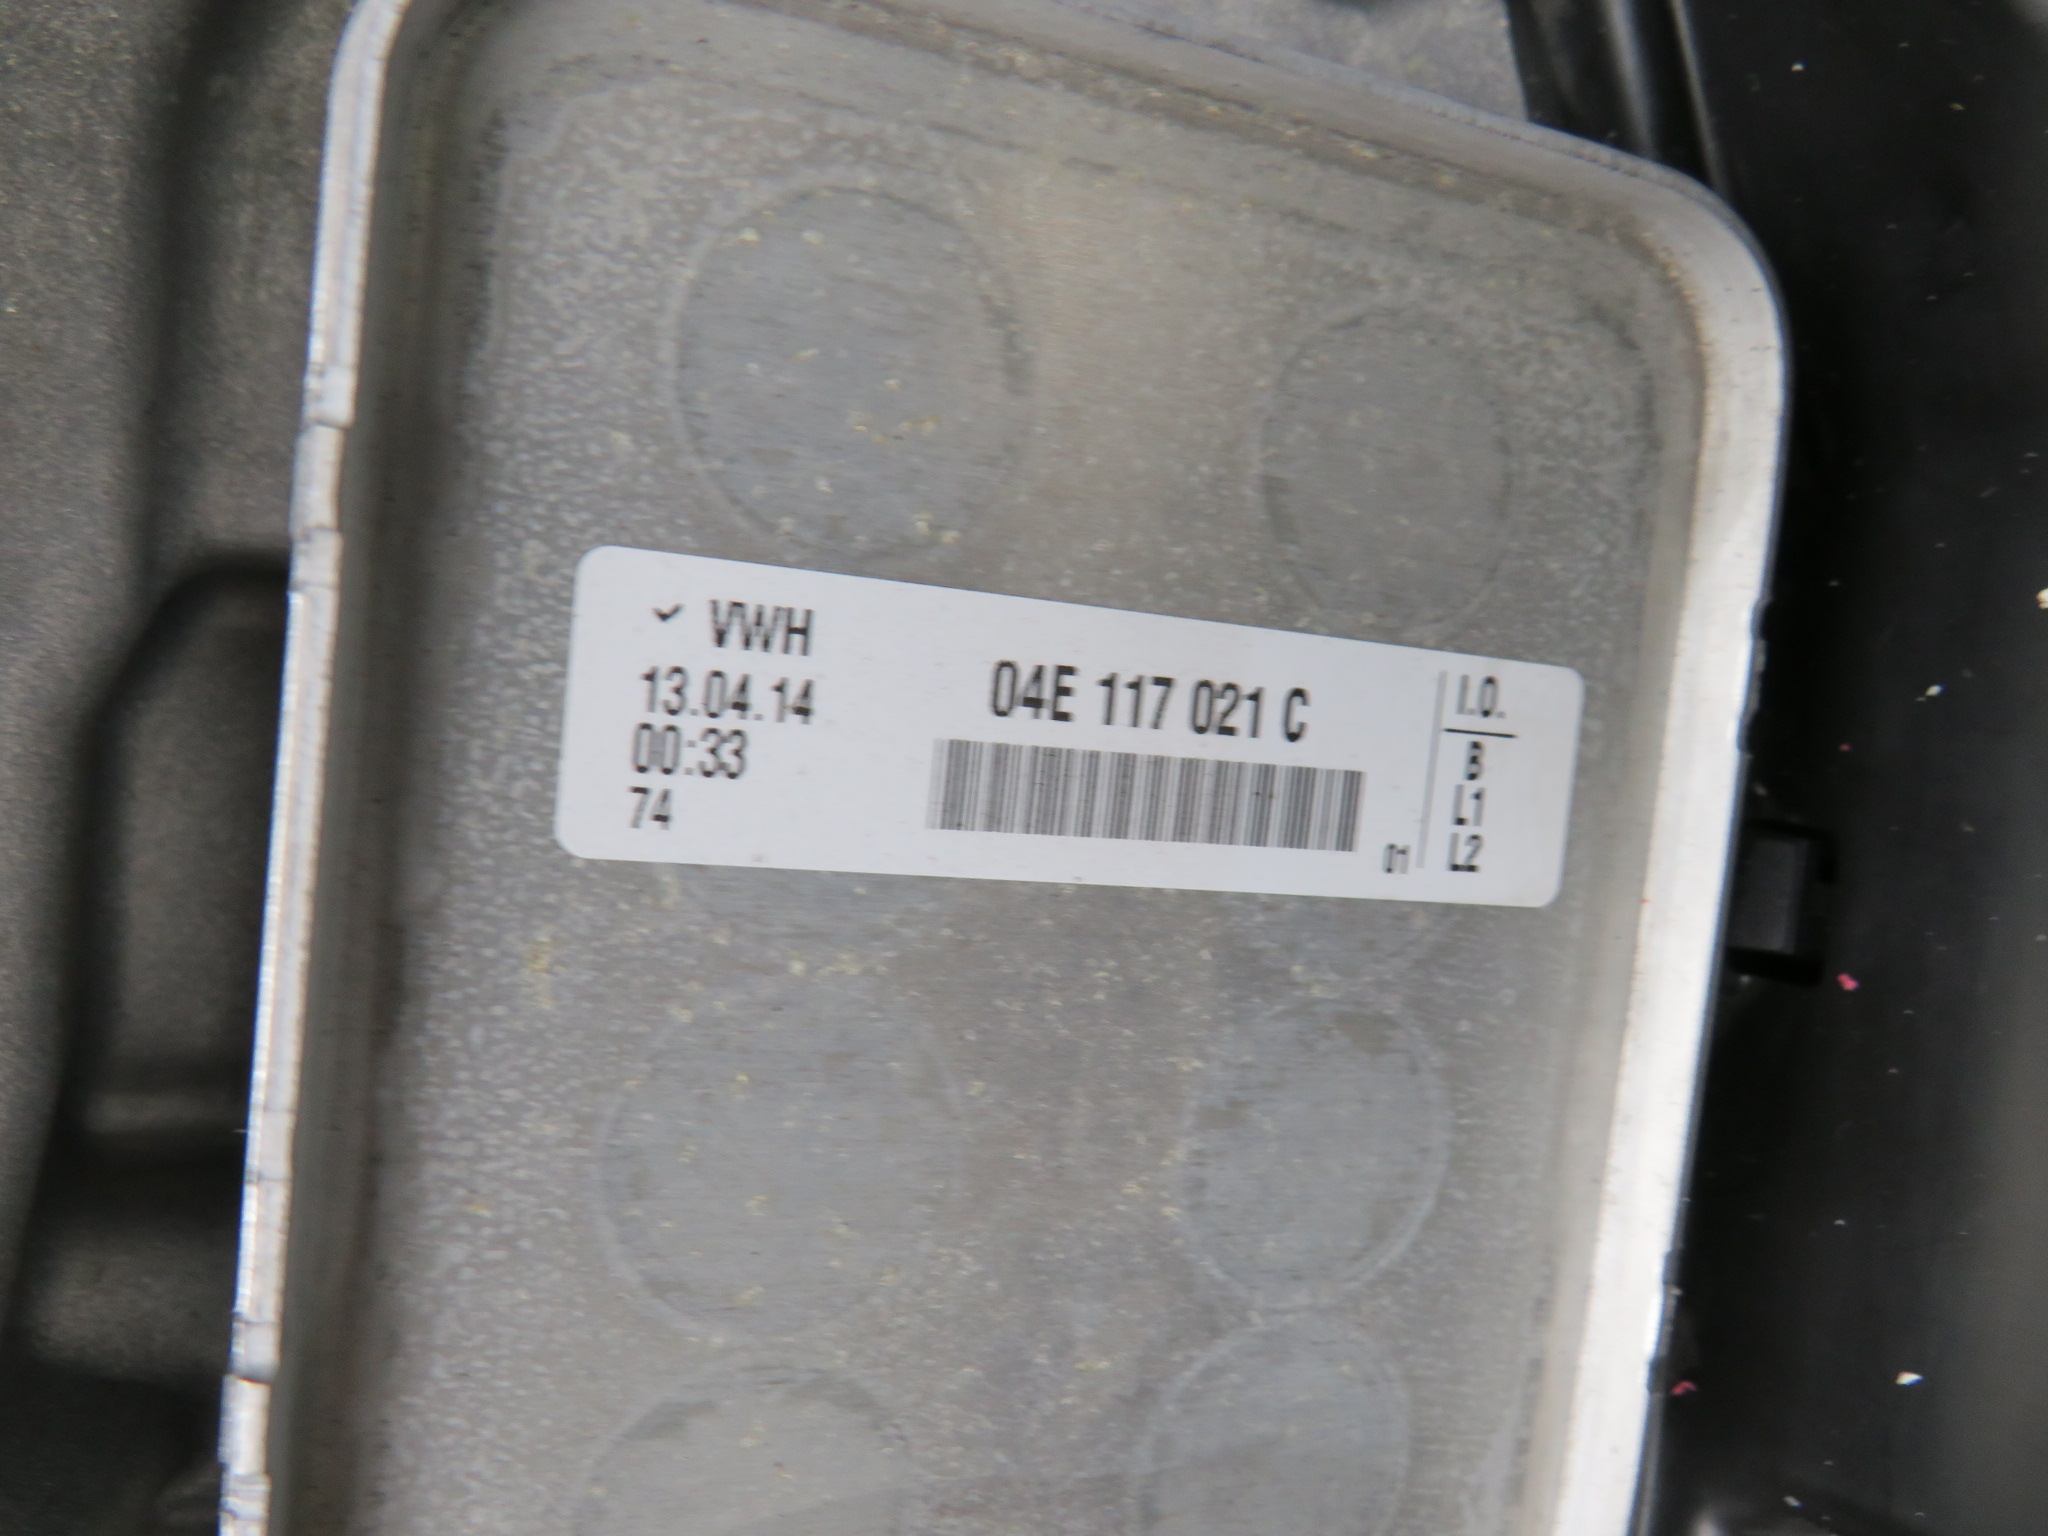 ✓ VWH
13.04.14
00:33
74
04E 117 021 C
01
I.O.
B
L1
L2